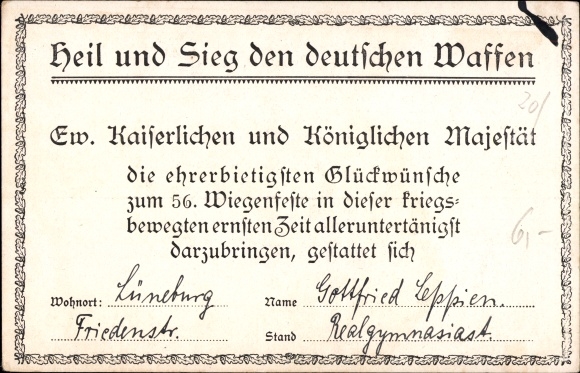 Heil und Sieg den deutschen Waffen
20/
Ew. Kaiserlichen und Königlichen Majestät
die ehrerbietigsten Glückwünsche
zum 56. Wiegenfeste in dieser kriegs-
bewegten ernsten Zeit alleruntertänigst
darzubringen, gestattet sich
6,-
Wohnort: Lüneburg Name Gottfried Leppien.
Friedenstr. Stand Realgymnasiast.